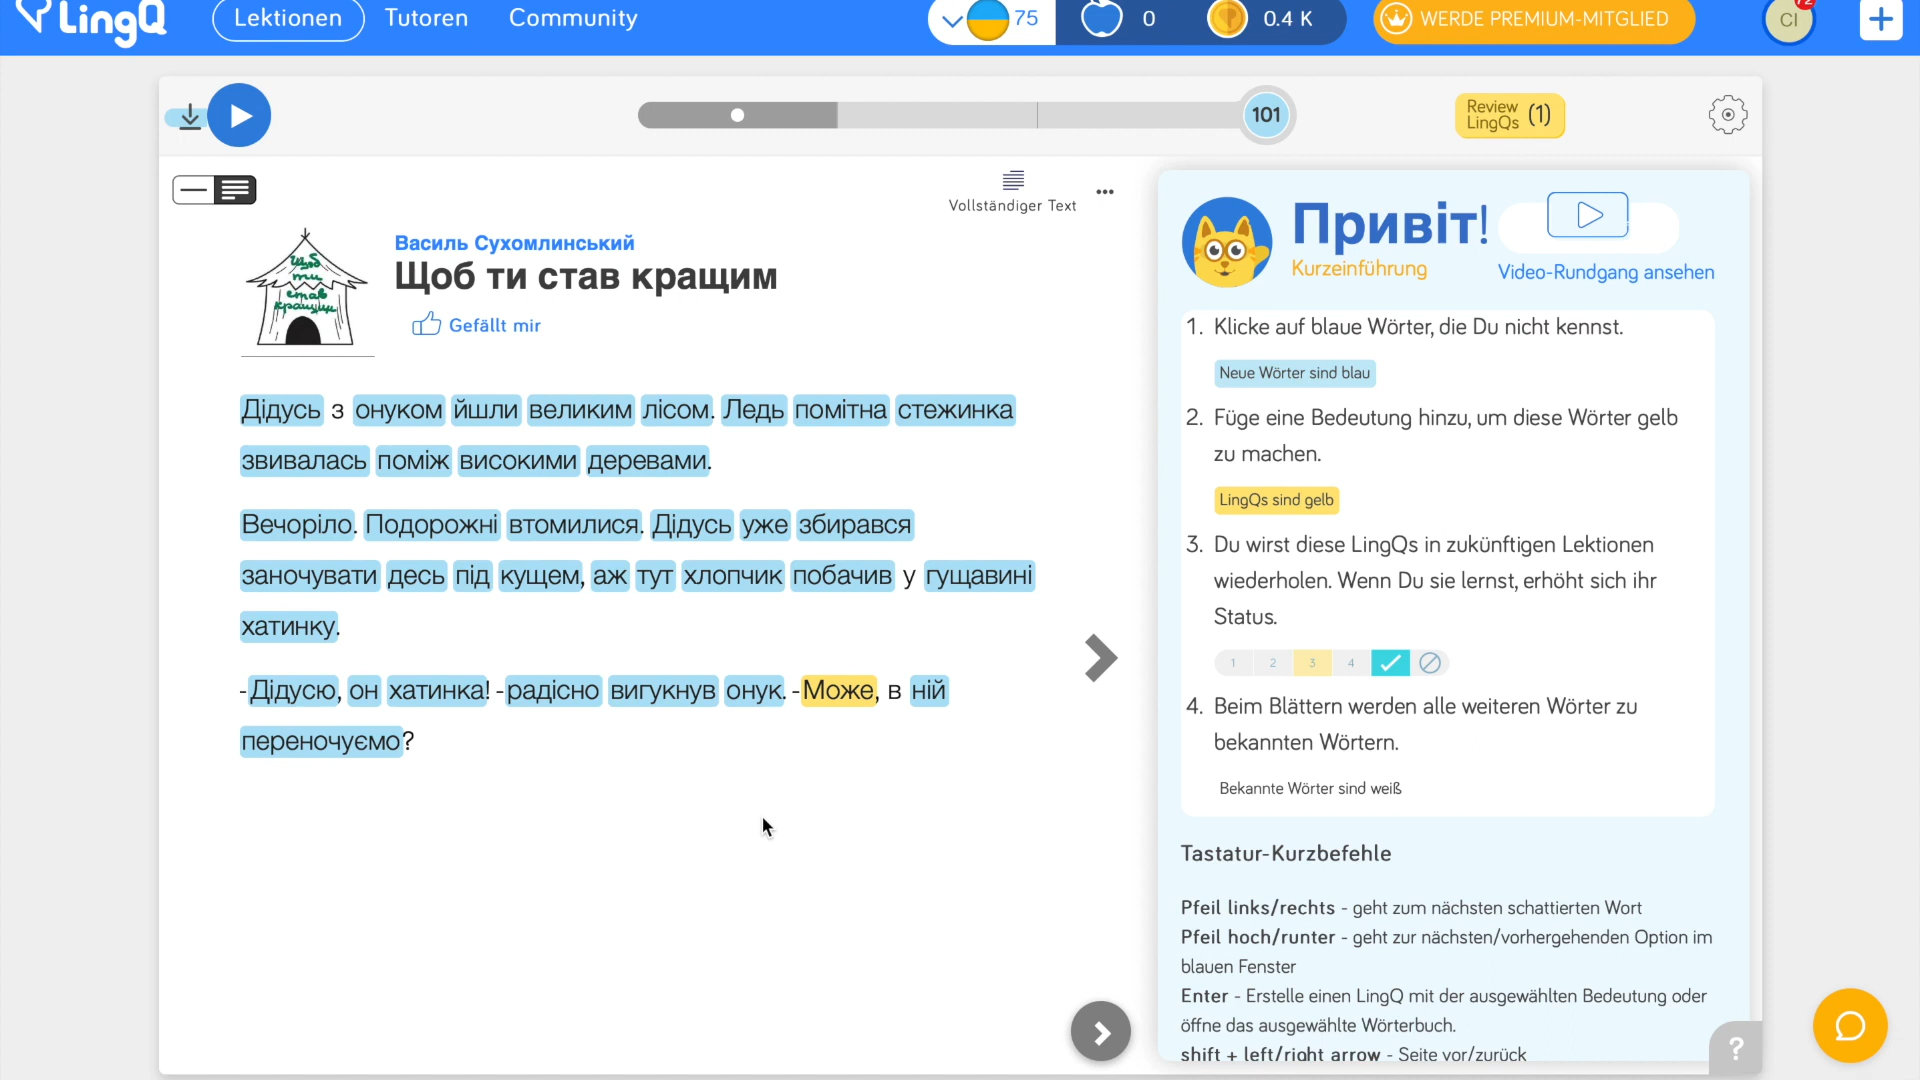 LingQ
Lektionen
Tutoren
Community
75
0
0.4 K
WERDE PREMIUM-MITGLIED
CI
72
101
Review
LingQs (1)
Vollständiger Text
Василь Сухомлинський
Щоб ти став кращим
Щоб
ти
став
кращим
Gefällt mir
Дідусь з онуком йшли великим лісом. Ледь помітна стежинка
звивалась поміж високими деревами.
Вечоріло. Подорожні втомилися. Дідусь уже збирався
заночувати десь під кущем, аж тут хлопчик побачив у гущавині
хатинку.
-Дідусю, он хатинка! -радісно вигукнув онук. -Може, в ній
переночуємо?
Привіт!
Kurzeinführung
Video-Rundgang ansehen
1. Klicke auf blaue Wörter, die Du nicht kennst.
Neue Wörter sind blau
2. Füge eine Bedeutung hinzu, um diese Wörter gelb
zu machen.
LingQs sind gelb
3. Du wirst diese LingQs in zukünftigen Lektionen
wiederholen. Wenn Du sie lernst, erhöht sich ihr
Status.
1 2 3 4
4. Beim Blättern werden alle weiteren Wörter zu
bekannten Wörtern.
Bekannte Wörter sind weiß
Tastatur-Kurzbefehle
Pfeil links/rechts - geht zum nächsten schattierten Wort
Pfeil hoch/runter - geht zur nächsten/vorhergehenden Option im
blauen Fenster
Enter - Erstelle einen LingQ mit der ausgewählten Bedeutung oder
öffne das ausgewählte Wörterbuch.
shift + left/right arrow - Seite vor/zurück
?